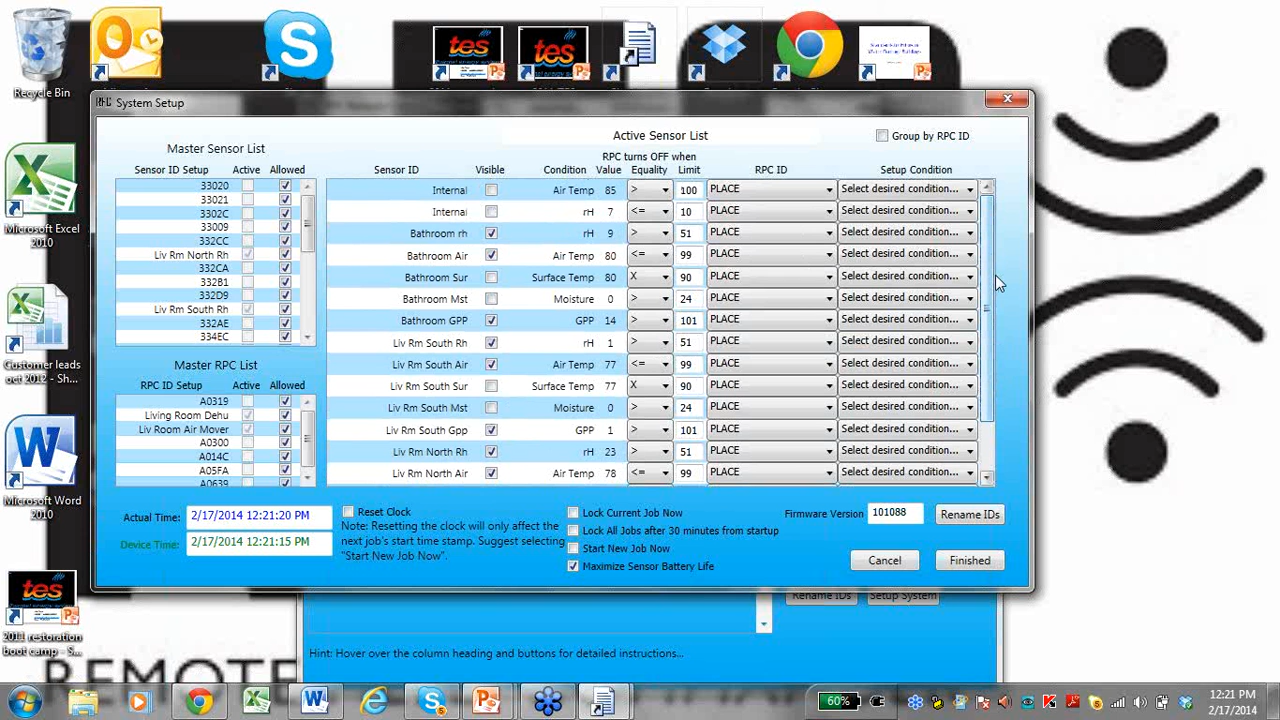 Recycle Bin
tes
tes
System Setup
Master Sensor List
Sensor ID Setup Active Allowed
33020
33021
3302C
33009
332CC
Liv Rm North Rh
332CA
332B1
332D9
Liv Rm South Rh
332AE
334EC
Master RPC List
RPC ID Setup Active Allowed
A0319
Living Room Dehu
Liv Room Air Mover
A0300
A014C
A05FA
A0639
Active Sensor List
Group by RPC ID
RPC turns OFF when
Sensor ID Visible Condition Value Equality Limit RPC ID Setup Condition
Internal Air Temp 85 > 100 PLACE Select desired condition...
Internal rH 7 <= 10 PLACE Select desired condition...
Bathroom rh rH 9 > 51 PLACE Select desired condition...
Bathroom Air Air Temp 80 <= 99 PLACE Select desired condition...
Bathroom Sur Surface Temp 80 X 90 PLACE Select desired condition...
Bathroom Mst Moisture 0 > 24 PLACE Select desired condition...
Bathroom GPP GPP 14 > 101 PLACE Select desired condition...
Liv Rm South Rh rH 1 > 51 PLACE Select desired condition...
Liv Rm South Air Air Temp 77 <= 99 PLACE Select desired condition...
Liv Rm South Sur Surface Temp 77 X 90 PLACE Select desired condition...
Liv Rm South Mst Moisture 0 > 24 PLACE Select desired condition...
Liv Rm South Gpp GPP 1 > 101 PLACE Select desired condition...
Liv Rm North Rh rH 23 > 51 PLACE Select desired condition...
Liv Rm North Air Air Temp 78 <= 99 PLACE Select desired condition...
Actual Time: 2/17/2014 12:21:20 PM
Device Time: 2/17/2014 12:21:15 PM
Reset Clock
Note: Resetting the clock will only affect the
next job's start time stamp. Suggest selecting
"Start New Job Now".
Lock Current Job Now
Lock All Jobs after 30 minutes from startup
Start New Job Now
Maximize Sensor Battery Life
Firmware Version 101088 Rename IDs
Cancel Finished
Rename IDs Setup System
Hint: Hover over the column heading and buttons for detailed instructions...
Microsoft Excel
2010
Customer leads
oct 2012 - Sh...
Microsoft Word
2010
tes
2011 restoration
boot camp - S...
REMOTE
60%
12:21 PM
2/17/2014